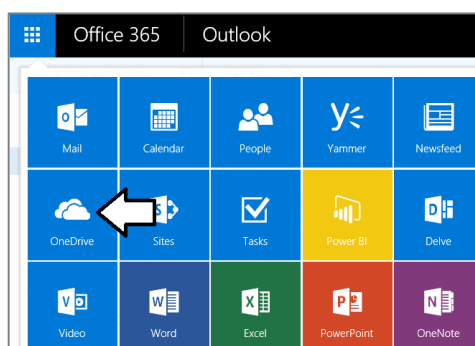 Office 365 Outlook
Mail Calendar People Yammer Newsfeed
OneDrive Sites Tasks Power BI Delve
Video Word Excel PowerPoint OneNote